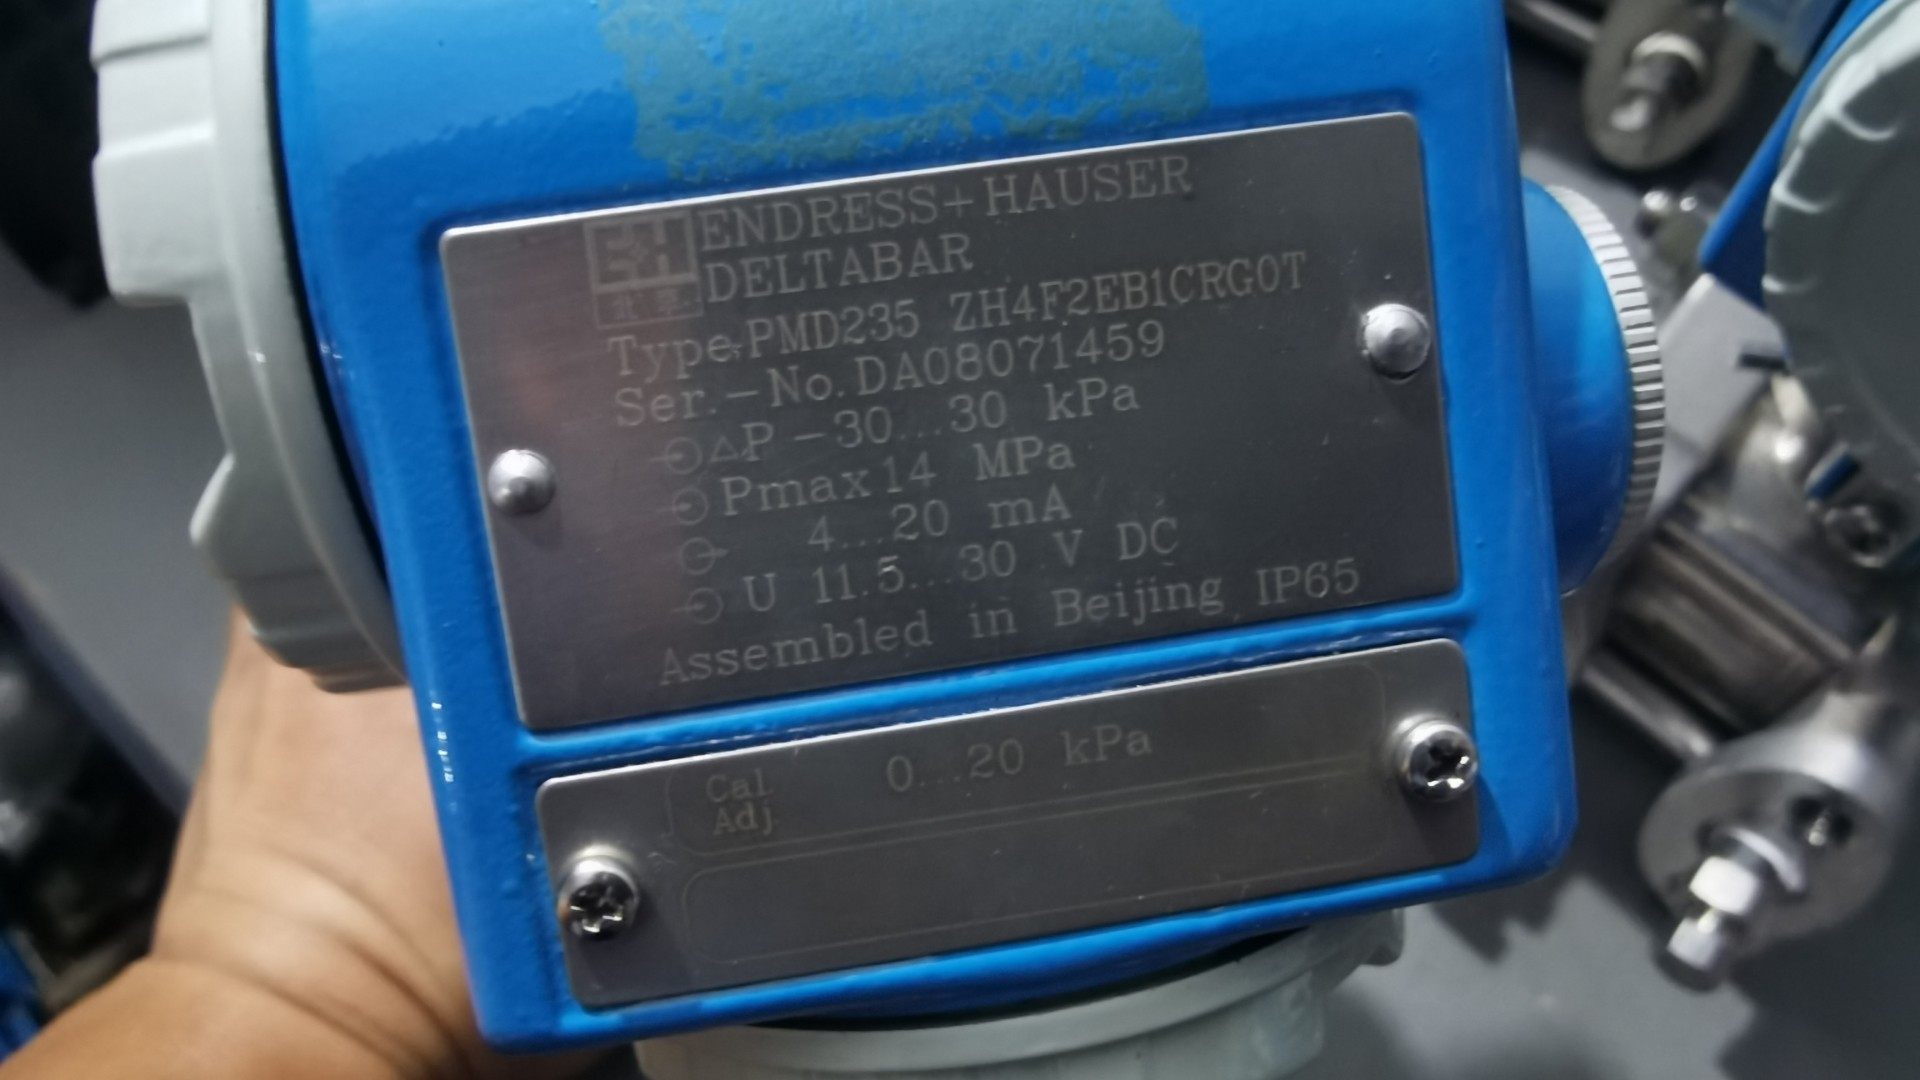 E+H ENDRESS+HAUSER
DELTABAR
Type PMD235 ZH4F2EB1CRG0T
Ser.-No. DA08071459
△P -30...30 kPa
Pmax 14 MPa
4...20 mA
U 11.5...30 V DC
Assembled in Beijing IP65
Cal 0...20 kPa
Adj